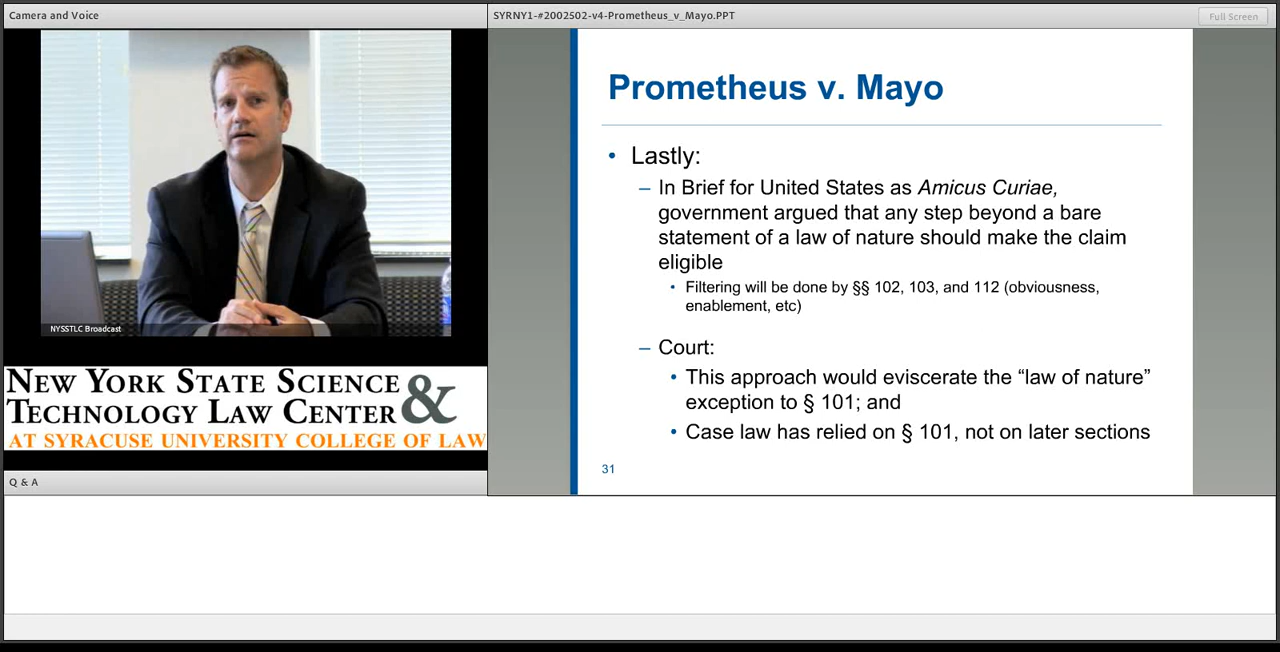 Camera and Voice
NYSSTLC Broadcast
NEW YORK STATE SCIENCE &
TECHNOLOGY LAW CENTER
AT SYRACUSE UNIVERSITY COLLEGE OF LAW
Q & A
SYRNY1-#2002502-v4-Prometheus_v_Mayo.PPT
Full Screen
Prometheus v. Mayo
• Lastly:
– In Brief for United States as Amicus Curiae,
government argued that any step beyond a bare
statement of a law of nature should make the claim
eligible
• Filtering will be done by §§ 102, 103, and 112 (obviousness,
enablement, etc)
– Court:
• This approach would eviscerate the “law of nature”
exception to § 101; and
• Case law has relied on § 101, not on later sections
31